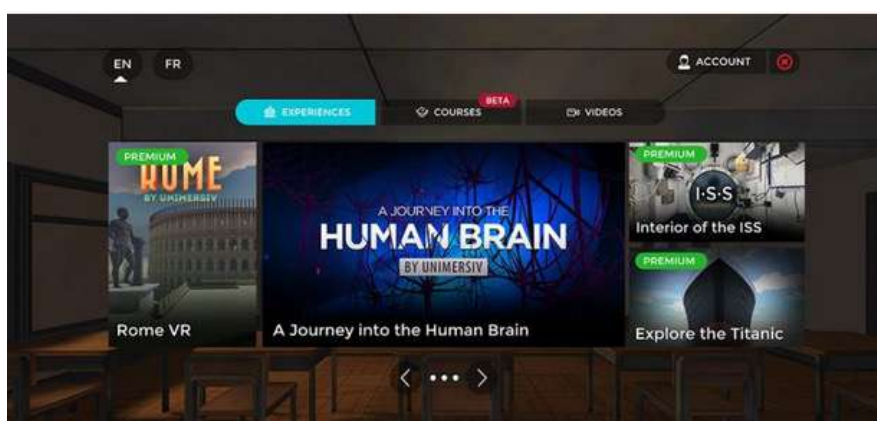 EN FR
ACCOUNT
EXPERIENCES
COURSES
BETA
VIDEOS
PREMIUM
ROME
BY UNIMERSIV
Rome VR
A JOURNEY INTO THE
HUMAN BRAIN
BY UNIMERSIV
A Journey into the Human Brain
PREMIUM
I·S·S
Interior of the ISS
PREMIUM
Explore the Titanic